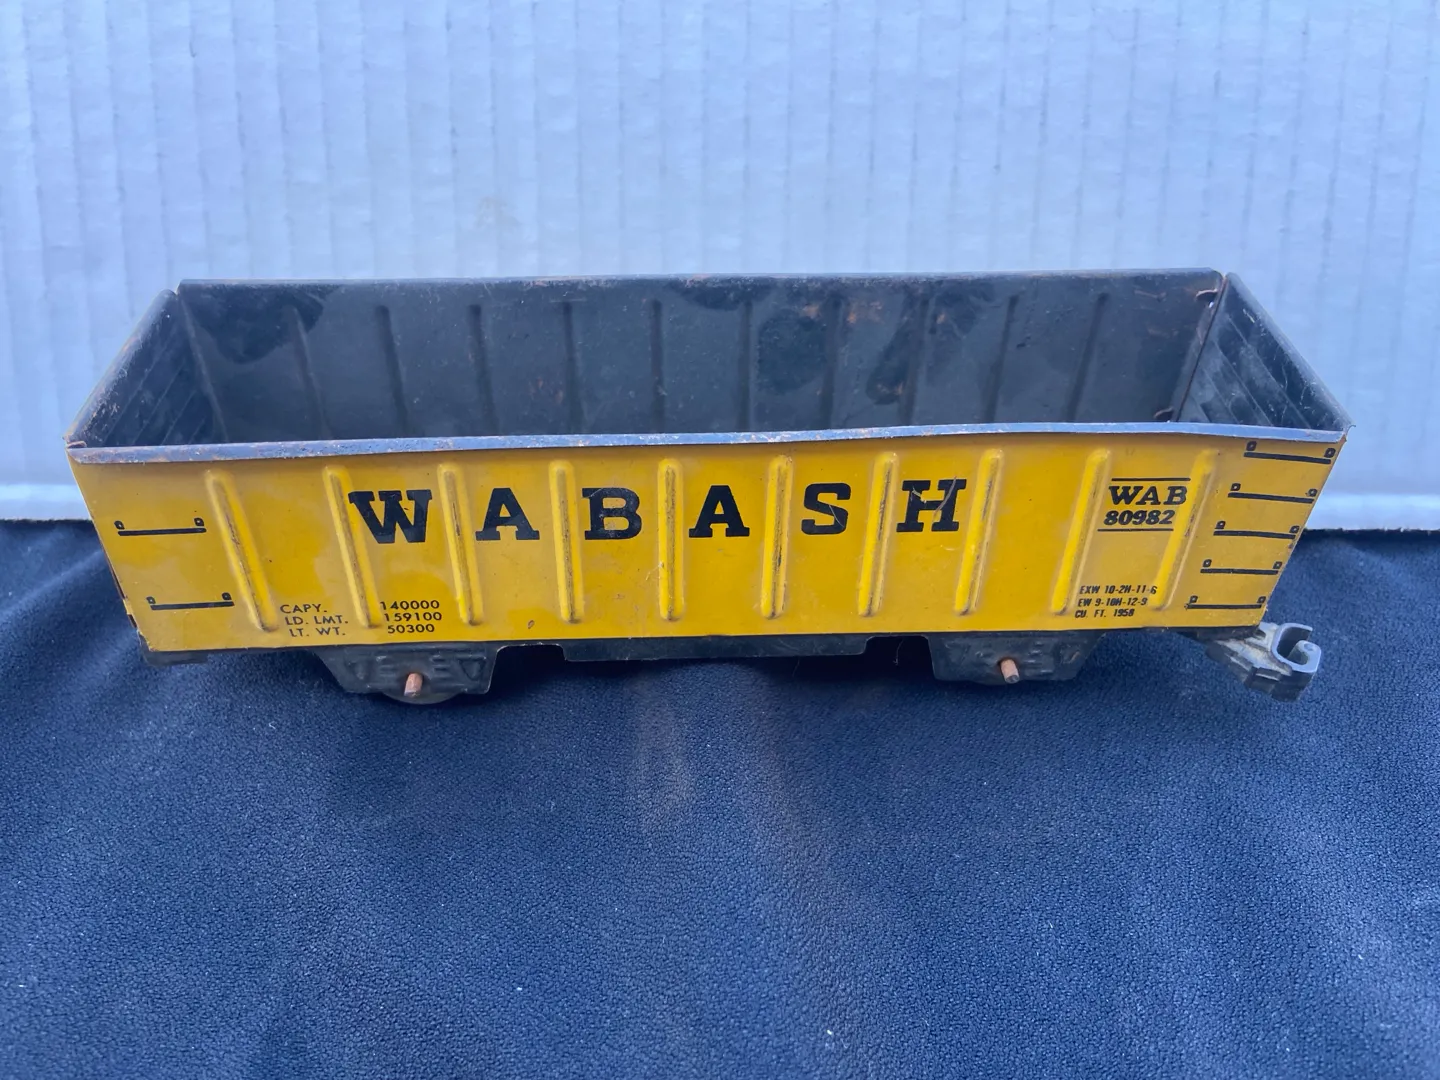 WABASH
WAB
80982
CAPY. 140000
LD. LMT. 159100
LT. WT. 50300
EXW 10-2H-11-6
EW 9-10H-12-9
CU. FT. 1958